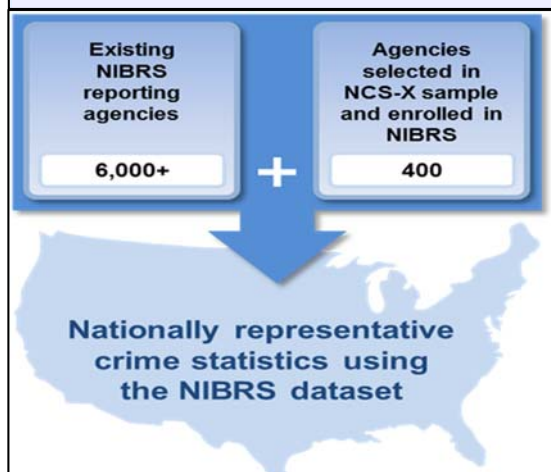 Existing
NIBRS
reporting
agencies
6,000+
+
Agencies
selected in
NCS-X sample
and enrolled in
NIBRS
400
Nationally representative
crime statistics using
the NIBRS dataset